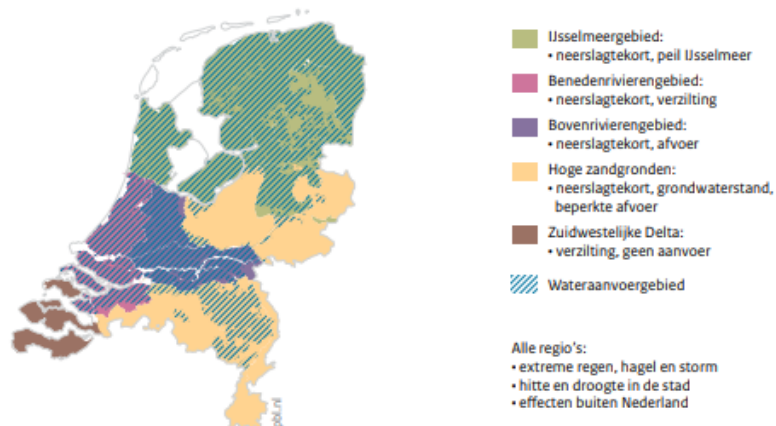 IJsselmeergebied:
• neerslagtekort, peil IJsselmeer
Benedenrivierengebied:
• neerslagtekort, verzilting
Bovenrivierengebied:
• neerslagtekort, afvoer
Hoge zandgronden:
• neerslagtekort, grondwaterstand,
beperkte afvoer
Zuidwestelijke Delta:
• verzilting, geen aanvoer
Wateraanvoergebied
Alle regio's:
• extreme regen, hagel en storm
• hitte en droogte in de stad
• effecten buiten Nederland
pbl.nl